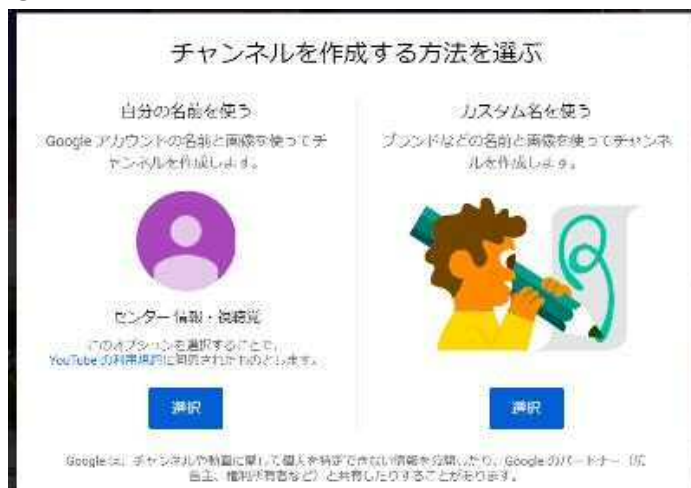 チャンネルを作成する方法を選ぶ
自分の名前を使う
Google アカウントの名前と画像を使ってチ
ャンネルを作成します。
センター 情報・視聴覚
このオプションを選択することで、
YouTube の利用規約に同意されたものとします。
選択
カスタム名を使う
ブランドなどの名前と画像を使ってチャンネ
ルを作成します。
選択
Google は、チャンネルや動画に関して個人を特定できない情報を公開したり、Google のパートナー（広
告主、権利所有者など）と共有したりすることがあります。